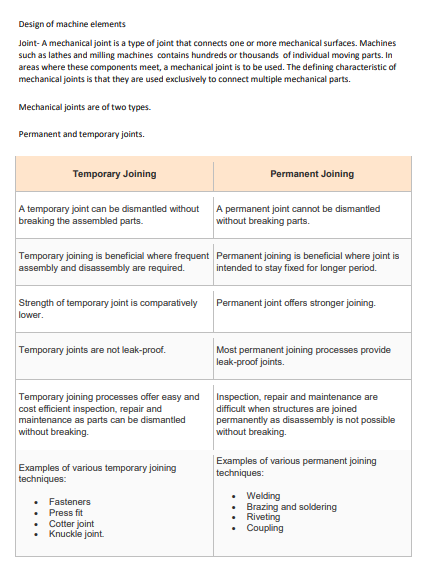 Design of machine elements
Joint- A mechanical joint is a type of joint that connects one or more mechanical surfaces. Machines
such as lathes and milling machines contains hundreds or thousands of individual moving parts. In
areas where these components meet, a mechanical joint is to be used. The defining characteristic of
mechanical joints is that they are used exclusively to connect multiple mechanical parts.
Mechanical joints are of two types.
Permanent and temporary joints.
Temporary Joining
Permanent Joining
A temporary joint can be dismantled without
breaking the assembled parts.
A permanent joint cannot be dismantled
without breaking parts.
Temporary joining is beneficial where frequent
assembly and disassembly are required.
Permanent joining is beneficial where joint is
intended to stay fixed for longer period.
Strength of temporary joint is comparatively
lower.
Permanent joint offers stronger joining.
Temporary joints are not leak-proof.
Most permanent joining processes provide
leak-proof joints.
Temporary joining processes offer easy and
cost efficient inspection, repair and
maintenance as parts can be dismantled
without breaking.
Inspection, repair and maintenance are
difficult when structures are joined
permanently as disassembly is not possible
without breaking.
Examples of various temporary joining
techniques:
• Fasteners
• Press fit
• Cotter joint
• Knuckle joint.
Examples of various permanent joining
techniques:
• Welding
• Brazing and soldering
• Riveting
• Coupling